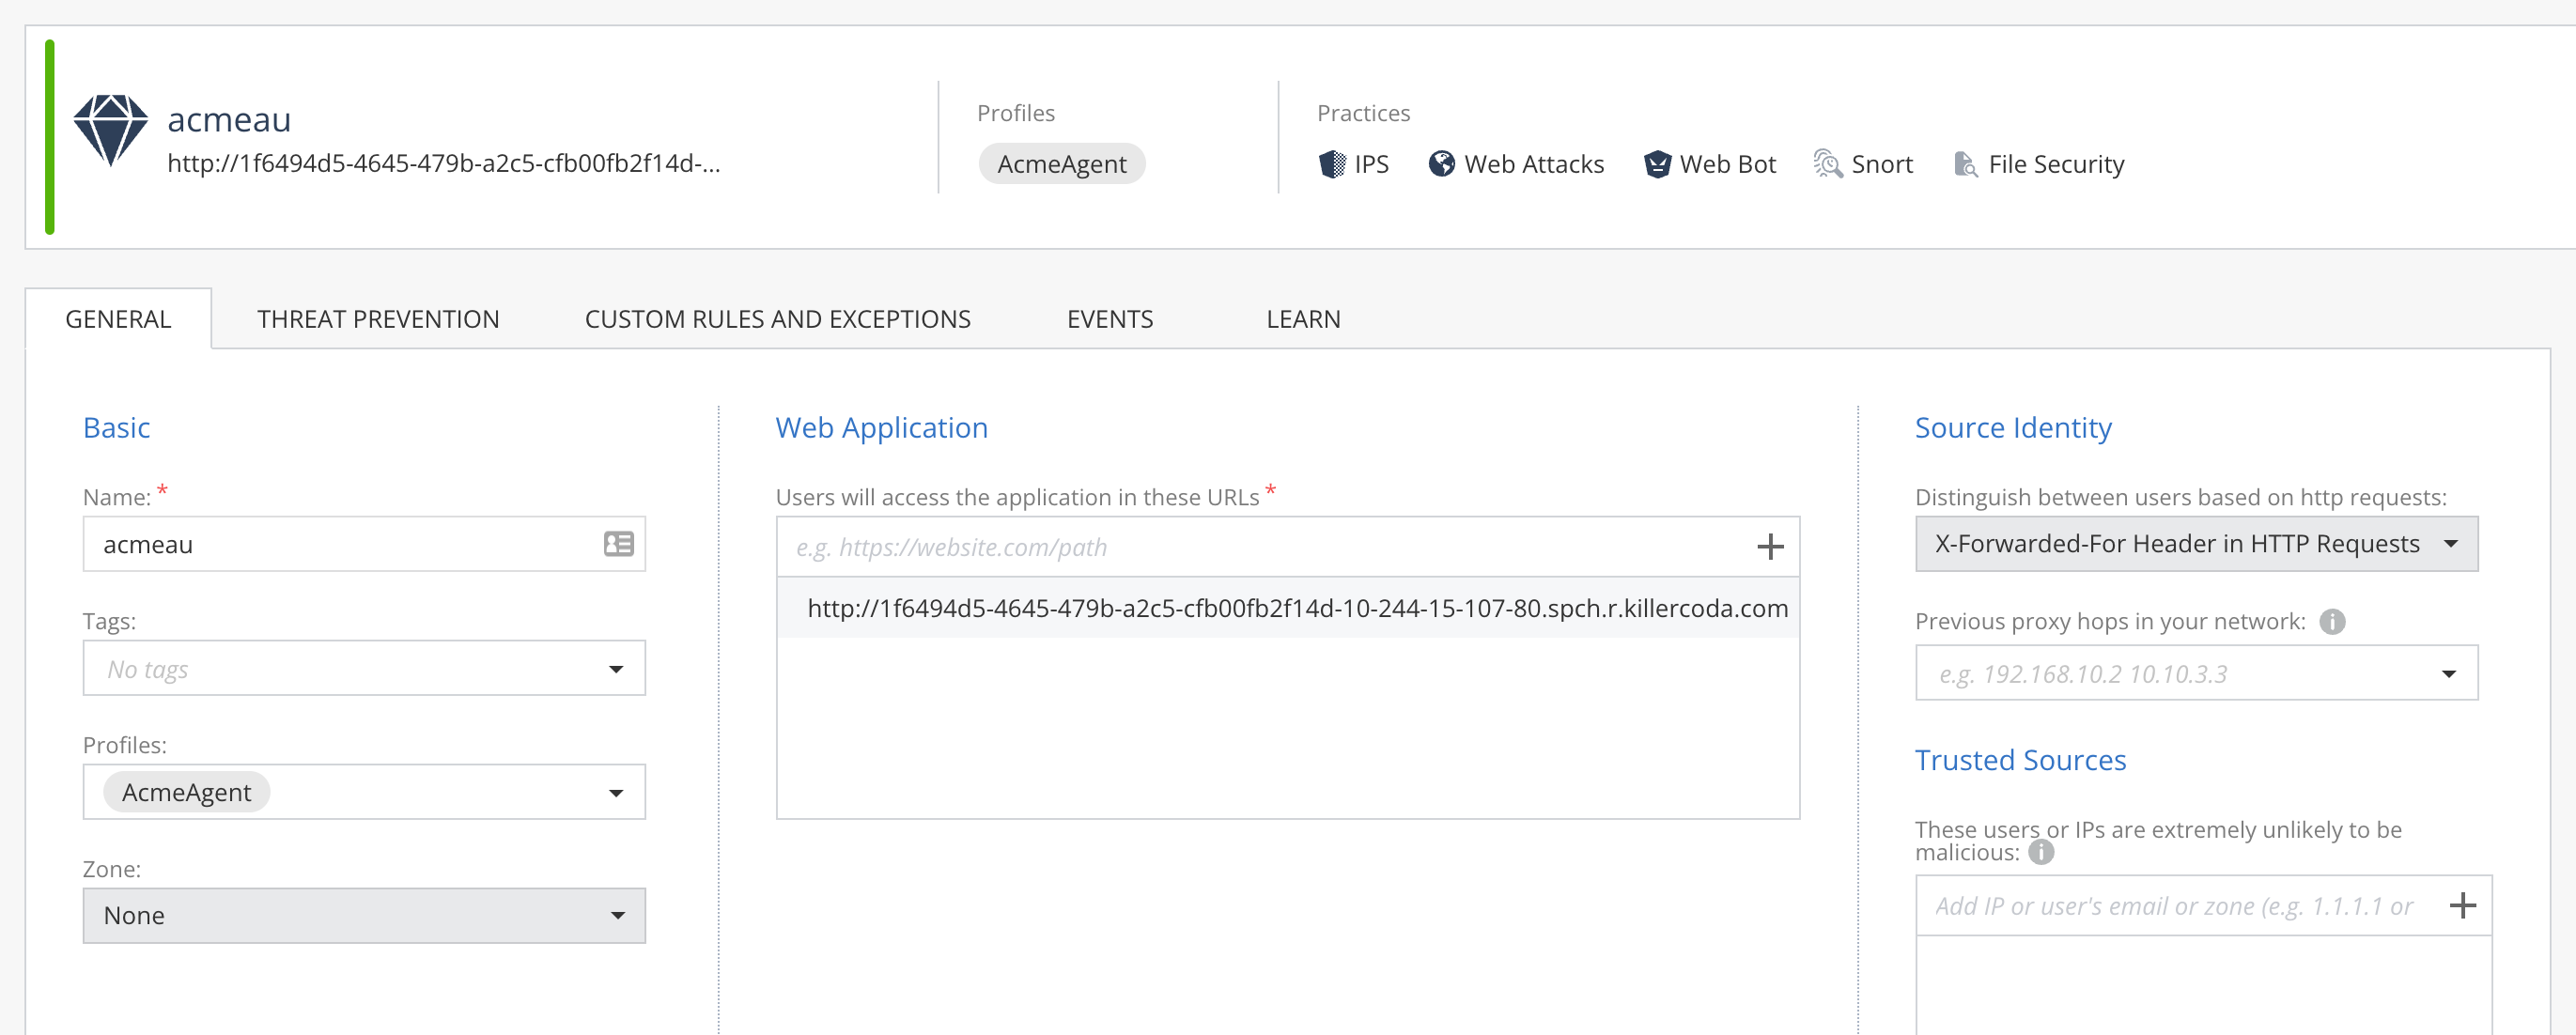 acmeau
http://1f6494d5-4645-479b-a2c5-cfb00fb2f14d-...
Profiles
AcmeAgent
Practices
IPS Web Attacks Web Bot Snort File Security
GENERAL THREAT PREVENTION CUSTOM RULES AND EXCEPTIONS EVENTS LEARN
Basic
Name: *
acmeau
Tags:
No tags
Profiles:
AcmeAgent
Zone:
None
Web Application
Users will access the application in these URLs *
e.g. https://website.com/path
http://1f6494d5-4645-479b-a2c5-cfb00fb2f14d-10-244-15-107-80.spch.r.killercoda.com
Source Identity
Distinguish between users based on http requests:
X-Forwarded-For Header in HTTP Requests
Previous proxy hops in your network:
e.g. 192.168.10.2 10.10.3.3
Trusted Sources
These users or IPs are extremely unlikely to be
malicious:
Add IP or user's email or zone (e.g. 1.1.1.1 or